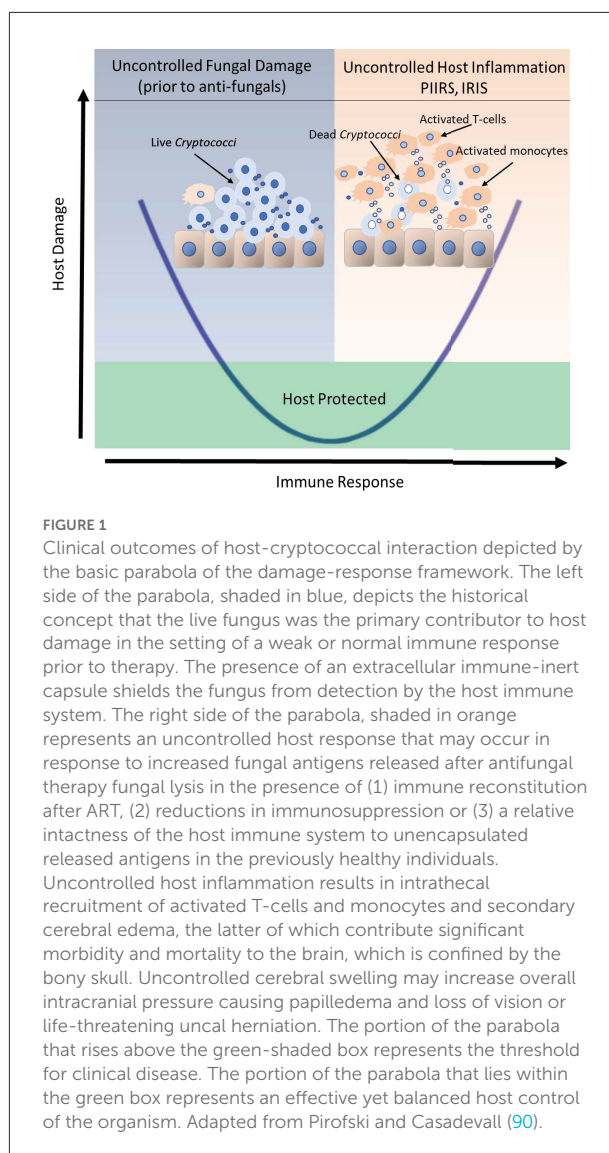 Uncontrolled Fungal Damage
(prior to anti-fungals)
Uncontrolled Host Inflammation
PIIRS, IRIS
Live Cryptococci
Dead Cryptococci
Activated T-cells
Activated monocytes
Host Damage
Host Protected
Immune Response
FIGURE 1
Clinical outcomes of host-cryptococcal interaction depicted by
the basic parabola of the damage-response framework. The left
side of the parabola, shaded in blue, depicts the historical
concept that the live fungus was the primary contributor to host
damage in the setting of a weak or normal immune response
prior to therapy. The presence of an extracellular immune-inert
capsule shields the fungus from detection by the host immune
system. The right side of the parabola, shaded in orange
represents an uncontrolled host response that may occur in
response to increased fungal antigens released after antifungal
therapy fungal lysis in the presence of (1) immune reconstitution
after ART, (2) reductions in immunosuppression or (3) a relative
intactness of the host immune system to unencapsulated
released antigens in the previously healthy individuals.
Uncontrolled host inflammation results in intrathecal
recruitment of activated T-cells and monocytes and secondary
cerebral edema, the latter of which contribute significant
morbidity and mortality to the brain, which is confined by the
bony skull. Uncontrolled cerebral swelling may increase overall
intracranial pressure causing papilledema and loss of vision or
life-threatening uncal herniation. The portion of the parabola
that rises above the green-shaded box represents the threshold
for clinical disease. The portion of the parabola that lies within
the green box represents an effective yet balanced host control
of the organism. Adapted from Pirofski and Casadevall (90).